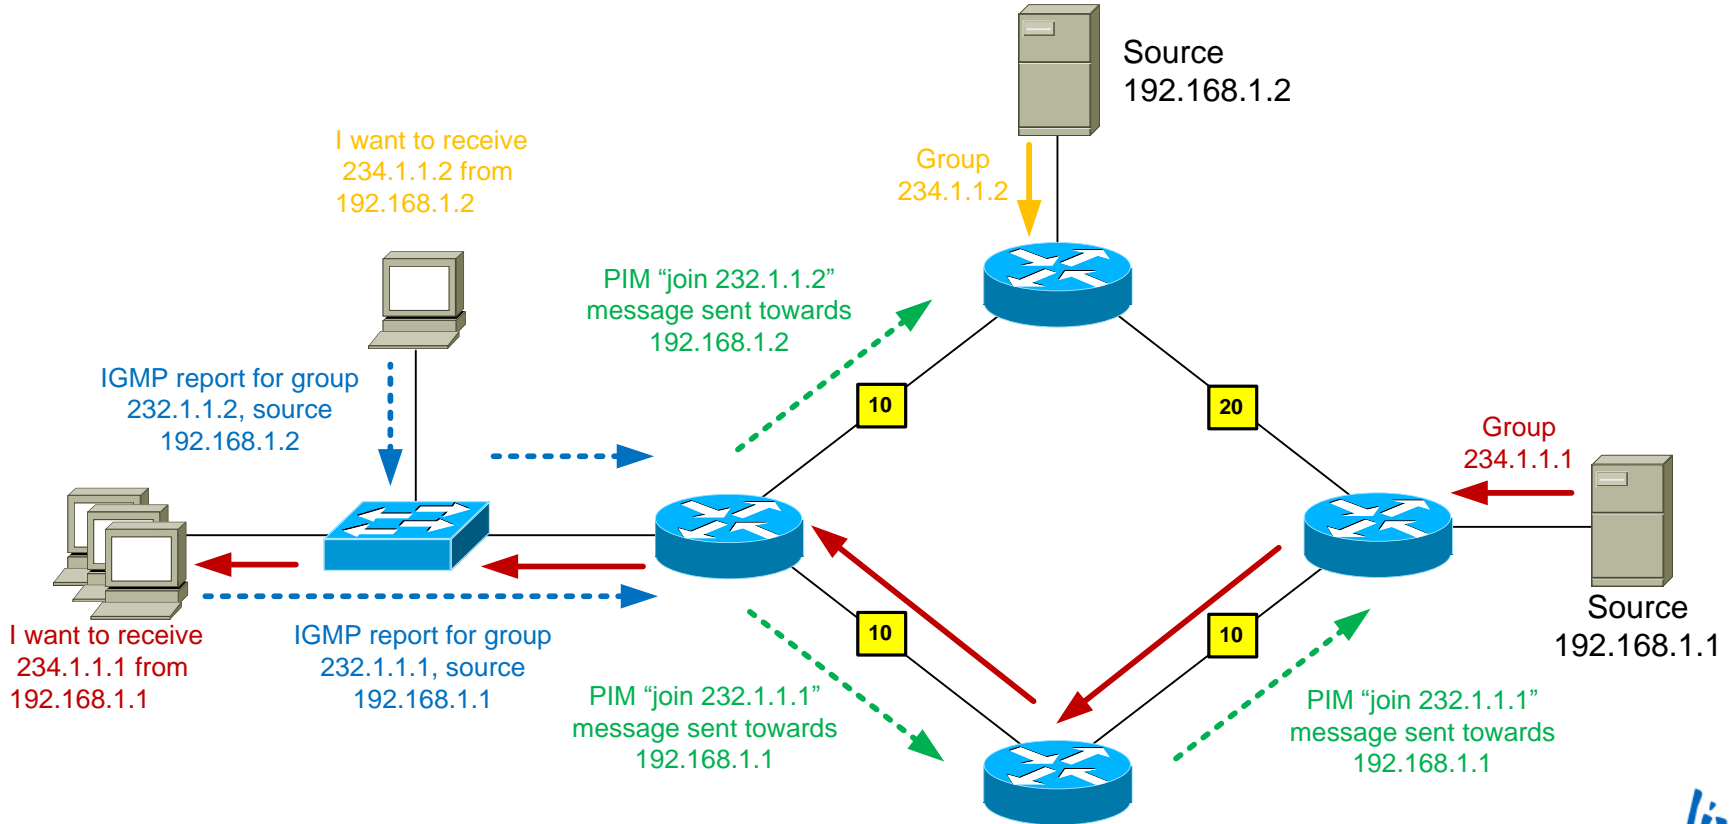 Source
192.168.1.2
I want to receive
234.1.1.2 from
192.168.1.2
Group
234.1.1.2
PIM “join 232.1.1.2”
message sent towards
192.168.1.2
IGMP report for group
232.1.1.2, source
192.168.1.2
10
20
Group
234.1.1.1
I want to receive
234.1.1.1 from
192.168.1.1
IGMP report for group
232.1.1.1, source
192.168.1.1
10
10
Source
192.168.1.1
PIM “join 232.1.1.1”
message sent towards
192.168.1.1
PIM “join 232.1.1.1”
message sent towards
192.168.1.1